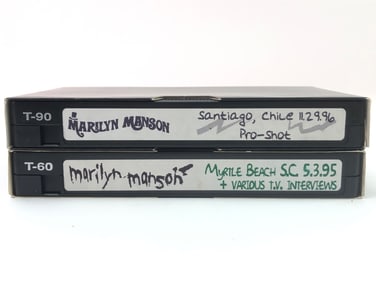 T-90
MARILYN MANSON
Santiago, Chile 11.29.96
Pro-Shot
T-60
marilyn manson
MYRTLE BEACH S.C. 5.3.95
+ VARIOUS T.V. INTERVIEWS